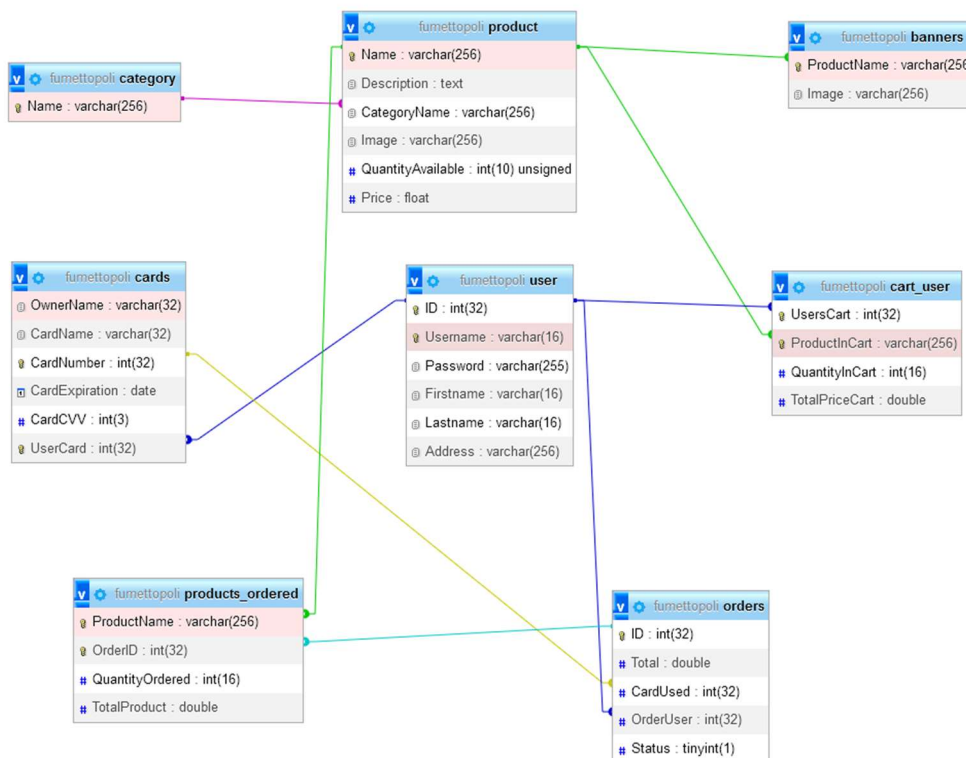 fumettopoli product
Name : varchar(256)
Description : text
CategoryName : varchar(256)
Image : varchar(256)
QuantityAvailable : int(10) unsigned
Price : float
fumettopoli banners
ProductName : varchar(256
Image : varchar(256)
fumettopoli category
Name : varchar(256)
fumettopoli cards
OwnerName : varchar(32)
CardName : varchar(32)
CardNumber : int(32)
CardExpiration : date
CardCVV : int(3)
UserCard : int(32)
fumettopoli user
ID : int(32)
Username : varchar(16)
Password : varchar(255)
Firstname : varchar(16)
Lastname : varchar(16)
Address : varchar(256)
fumettopoli cart_user
UsersCart : int(32)
ProductInCart : varchar(256)
QuantityInCart : int(16)
TotalPriceCart : double
fumettopoli products_ordered
ProductName : varchar(256)
OrderID : int(32)
QuantityOrdered : int(16)
TotalProduct : double
fumettopoli orders
ID : int(32)
Total : double
CardUsed : int(32)
OrderUser : int(32)
Status : tinyint(1)